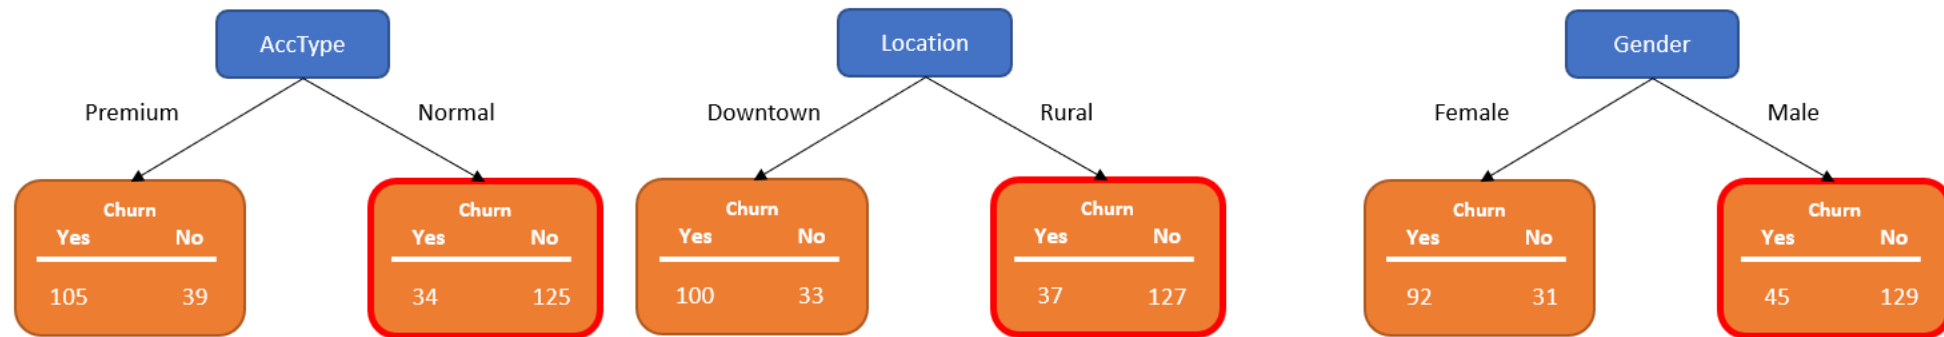 AccType
Premium
Normal
Churn
Yes No
105 39
Churn
Yes No
34 125
Location
Downtown
Rural
Churn
Yes No
100 33
Churn
Yes No
37 127
Gender
Female
Male
Churn
Yes No
92 31
Churn
Yes No
45 129